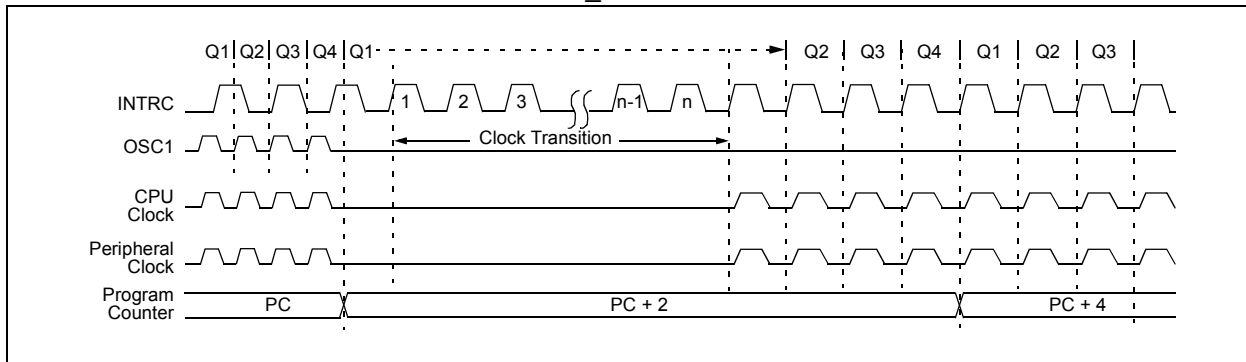 Q1 Q2 Q3 Q4 Q1 Q2 Q3 Q4 Q1 Q2 Q3
INTRC 1 2 3 n-1 n
Clock Transition
OSC1
CPU
Clock
Peripheral
Clock
Program
Counter
PC PC + 2 PC + 4